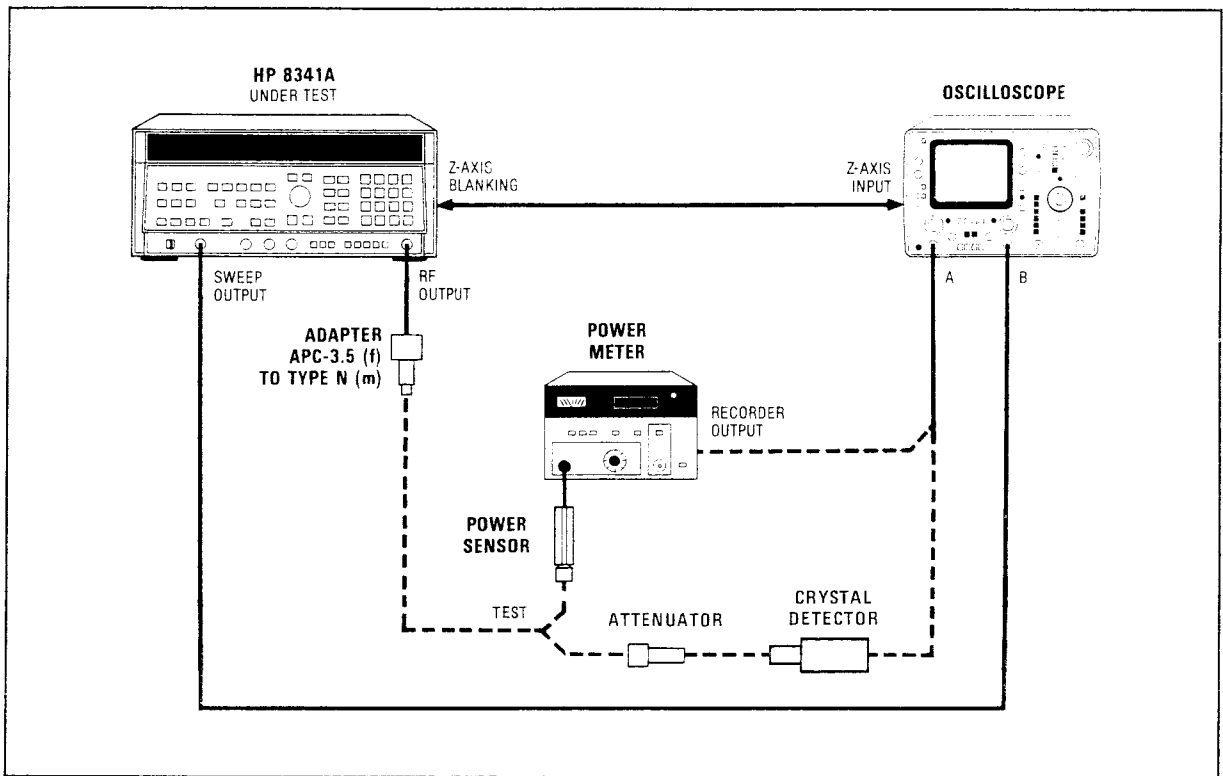 HP 8341A
UNDER TEST
OSCILLOSCOPE
Z-AXIS
BLANKING
Z-AXIS
INPUT
SWEEP
OUTPUT
RF
OUTPUT
A
B
ADAPTER
APC-3.5 (f)
TO TYPE N (m)
POWER
METER
RECORDER
OUTPUT
POWER
SENSOR
TEST
ATTENUATOR
CRYSTAL
DETECTOR